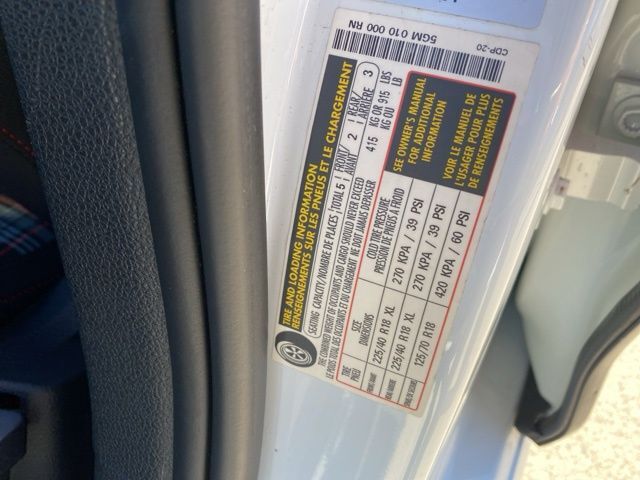 CDP-20
5GM 010 000 RN
TIRE AND LOADING INFORMATION
RENSEIGNEMENTS SUR LES PNEUS ET LE CHARGEMENT
SEATING CAPACITY/NOMBRE DE PLACES | TOTAL 5 | FRONT/AVANT 2 | REAR/ARRIÈRE 3
THE COMBINED WEIGHT OF OCCUPANTS AND CARGO SHOULD NEVER EXCEED 415 KG OR 915 LBS
LE POIDS TOTAL DES OCCUPANTS ET DU CHARGEMENT NE DOIT JAMAIS DEPASSER KG OU LB
TIRE PNEU
SIZE DIMENSIONS
COLD TIRE PRESSURE PRESSION DE PNEUS À FROID
225/40 R18 XL 270 KPA / 39 PSI
225/40 R18 XL 270 KPA / 39 PSI
125/70 R18 420 KPA / 60 PSI
SEE OWNER'S MANUAL
FOR ADDITIONAL
INFORMATION
VOIR LE MANUEL DE
L'USAGER POUR PLUS
DE RENSEIGNEMENTS